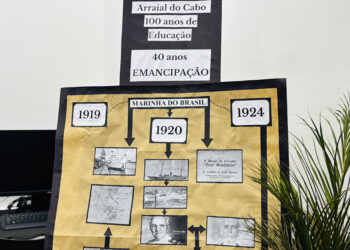 Arraial do Cabo
100 anos de
Educação
40 anos
EMANCIPAÇÃO
MARINHA DO BRASIL
1919
1920
1924